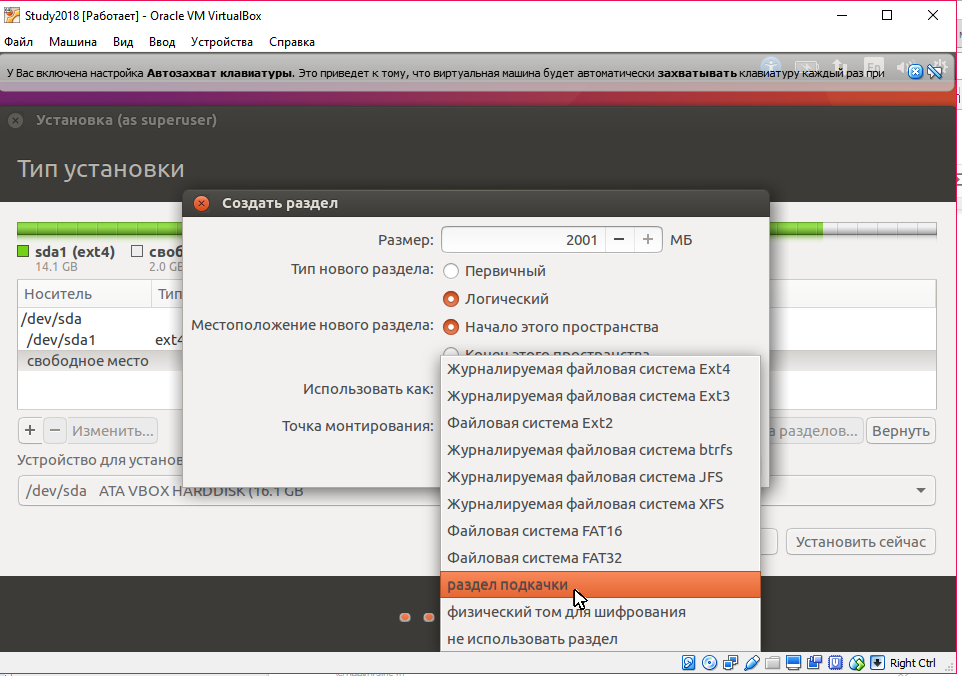 Study2018 [Работает] - Oracle VM VirtualBox
Файл Машина Вид Ввод Устройства Справка
У Вас включена настройка Автозахват клавиатуры. Это приведет к тому, что виртуальная машина будет автоматически захватывать клавиатуру каждый раз при
Установка (as superuser)
Тип установки
Создать раздел
Размер: 2001 МБ
Тип нового раздела: Первичный
Логический
Местоположение нового раздела: Начало этого пространства
Конец этого пространства
Использовать как:
Точка монтирования:
sda1 (ext4) своб
14.1 GB 2.0 GB
Носитель Тип
/dev/sda
/dev/sda1 ext4
свободное место
+ − Изменить... а разделов... Вернуть
Устройство для установ
/dev/sda ATA VBOX HARDDISK (16.1 GB
Установить сейчас
Журналируемая файловая система Ext4
Журналируемая файловая система Ext3
Файловая система Ext2
Журналируемая файловая система btrfs
Журналируемая файловая система JFS
Журналируемая файловая система XFS
Файловая система FAT16
Файловая система FAT32
раздел подкачки
физический том для шифрования
не использовать раздел
Right Ctrl